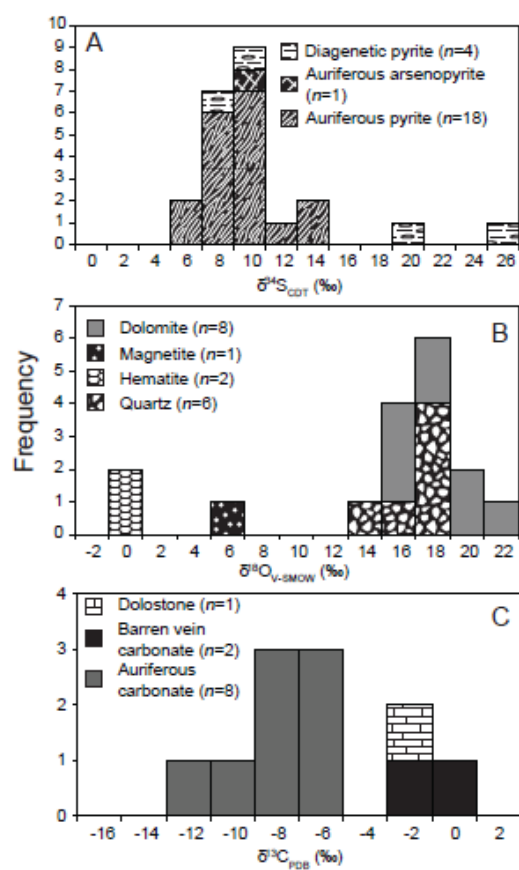 A
10
9
8
7
6
5
4
3
2
1
0
Diagenetic pyrite (n=4)
Auriferous arsenopyrite
(n=1)
Auriferous pyrite (n=18)
0 2 4 6 8 10 12 14 16 18 20 22 24 26
δ³⁴S_CDT (‰)
Frequency
B
7
6
5
4
3
2
1
0
Dolomite (n=8)
Magnetite (n=1)
Hematite (n=2)
Quartz (n=6)
-2 0 2 4 6 8 10 12 14 16 18 20 22
δ¹⁸O_V-SMOW (‰)
C
4
3
2
1
0
Dolostone (n=1)
Barren vein
carbonate (n=2)
Auriferous
carbonate (n=8)
-16 -14 -12 -10 -8 -6 -4 -2 0 2
δ¹³C_PDB (‰)